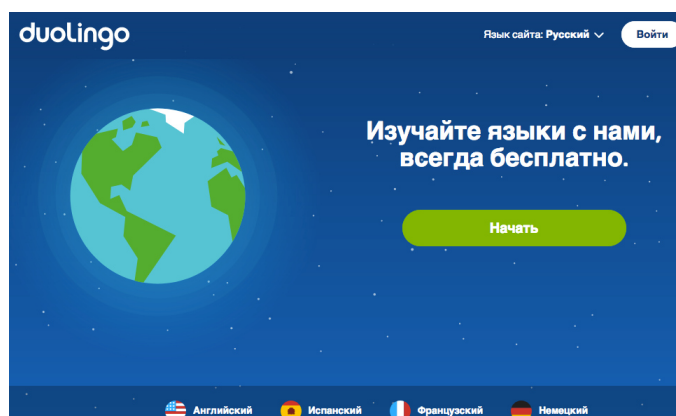 duolingo
Язык сайта: Русский
Войти
Изучайте языки с нами,
всегда бесплатно.
Начать
Английский
Испанский
Французский
Немецкий